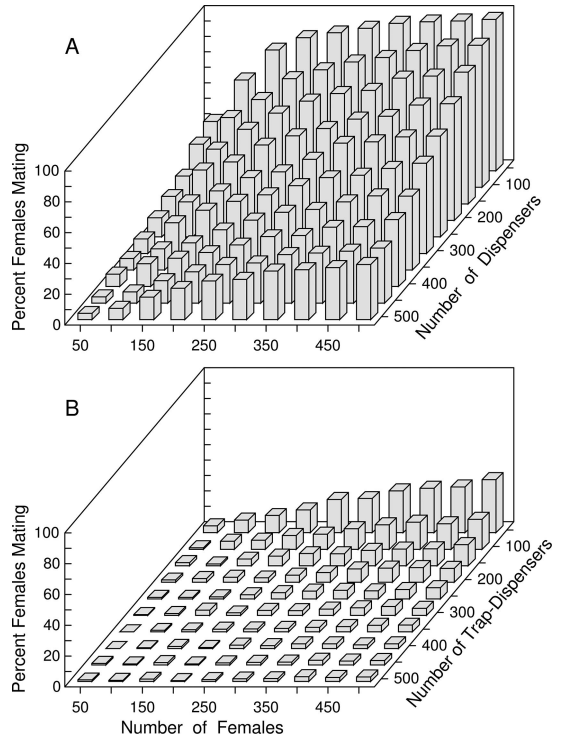 A
Percent Females Mating
100
80
60
40
20
0
50 150 250 350 450
100
200
300
400
500
Number of Dispensers
B
Percent Females Mating
100
80
60
40
20
0
50 150 250 350 450
100
200
300
400
500
Number of Trap-Dispensers
Number of Females